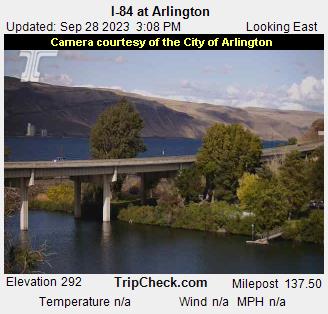 I-84 at Arlington
Updated: Sep 28 2023 3:08 PM Looking East
Camera courtesy of the City of Arlington
Elevation 292 TripCheck.com Milepost 137.50
Temperature n/a Wind n/a MPH n/a